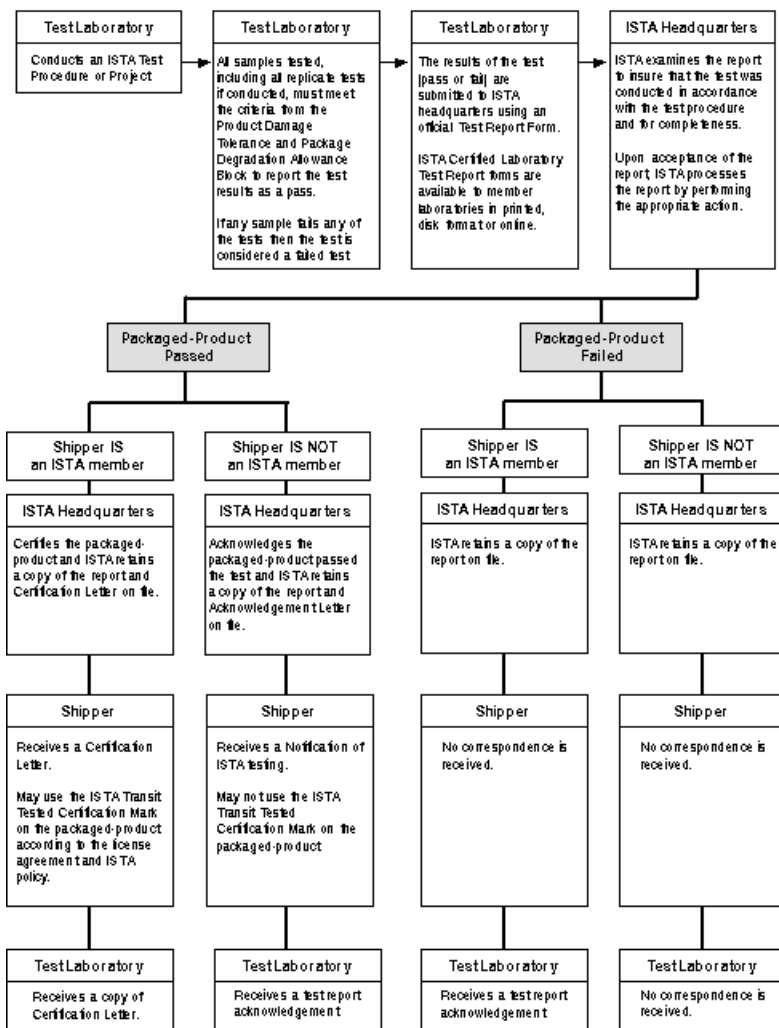 Test Laboratory
Conducts an ISTA Test
Procedure or Project
Test Laboratory
All samples tested,
including all replicate tests
if conducted, must meet
the criteria from the
Product Damage
Tolerance and Package
Degradation Allowance
Block to report the test
results as a pass.
If any sample fails any of
the tests then the test is
considered a failed test
Test Laboratory
The results of the test
[pass or fail] are
submitted to ISTA
headquarters using an
official Test Report Form.
ISTA Certified Laboratory
Test Report forms are
available to member
laboratories in printed,
disk format or online.
ISTA Headquarters
ISTA examines the report
to insure that the test was
conducted in accordance
with the test procedure
and for completeness.
Upon acceptance of the
report, ISTA processes
the report by performing
the appropriate action.
Packaged-Product
Passed
Packaged-Product
Failed
Shipper IS
an ISTA member
Shipper IS NOT
an ISTA member
Shipper IS
an ISTA member
Shipper IS NOT
an ISTA member
ISTA Headquarters
Certifies the packaged-
product and ISTA retains
a copy of the report and
Certification Letter on file.
ISTA Headquarters
Acknowledges the
packaged-product passed
the test and ISTA retains
a copy of the report and
Acknowledgement Letter
on file.
ISTA Headquarters
ISTA retains a copy of the
report on file.
ISTA Headquarters
ISTA retains a copy of the
report on file.
Shipper
Receives a Certification
Letter.
May use the ISTA Transit
Tested Certification Mark
on the packaged-product
according to the license
agreement and ISTA
policy.
Shipper
Receives a Notification of
ISTA testing.
May not use the ISTA
Transit Tested
Certification Mark on the
packaged-product
Shipper
No correspondence is
received.
Shipper
No correspondence is
received.
Test Laboratory
Receives a copy of
Certification Letter.
Test Laboratory
Receives a test report
acknowledgement
Test Laboratory
Receives a test report
acknowledgement
Test Laboratory
No correspondence is
received.